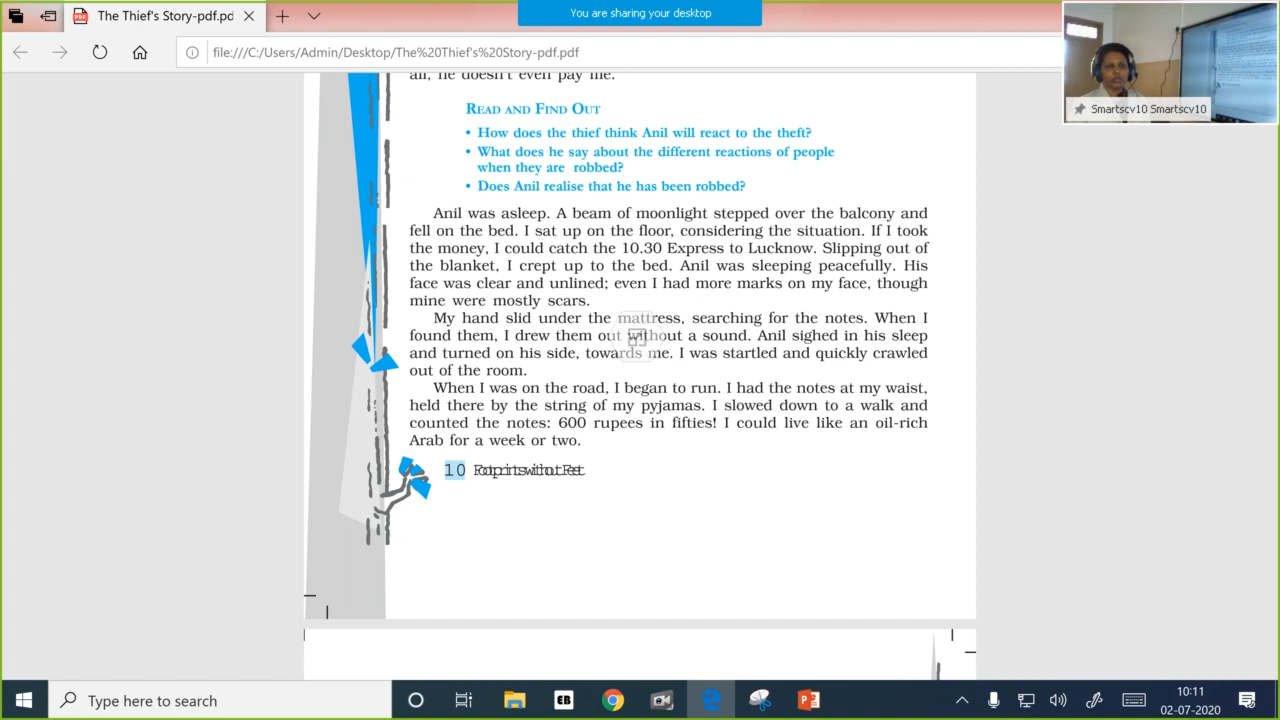 You are sharing your desktop
The Thief's Story-pdf.pd
file:///C:/Users/Admin/Desktop/The%20Thief's%20Story-pdf.pdf
all, he doesn't even pay me.
READ AND FIND OUT
• How does the thief think Anil will react to the theft?
• What does he say about the different reactions of people
when they are robbed?
• Does Anil realise that he has been robbed?
Anil was asleep. A beam of moonlight stepped over the balcony and
fell on the bed. I sat up on the floor, considering the situation. If I took
the money, I could catch the 10.30 Express to Lucknow. Slipping out of
the blanket, I crept up to the bed. Anil was sleeping peacefully. His
face was clear and unlined; even I had more marks on my face, though
mine were mostly scars.
My hand slid under the mattress, searching for the notes. When I
found them, I drew them out without a sound. Anil sighed in his sleep
and turned on his side, towards me. I was startled and quickly crawled
out of the room.
When I was on the road, I began to run. I had the notes at my waist,
held there by the string of my pyjamas. I slowed down to a walk and
counted the notes: 600 rupees in fifties! I could live like an oil-rich
Arab for a week or two.
10 Footprints without Feet
Smartscv10 Smartscv10
Type here to search
EB
10:11
02-07-2020